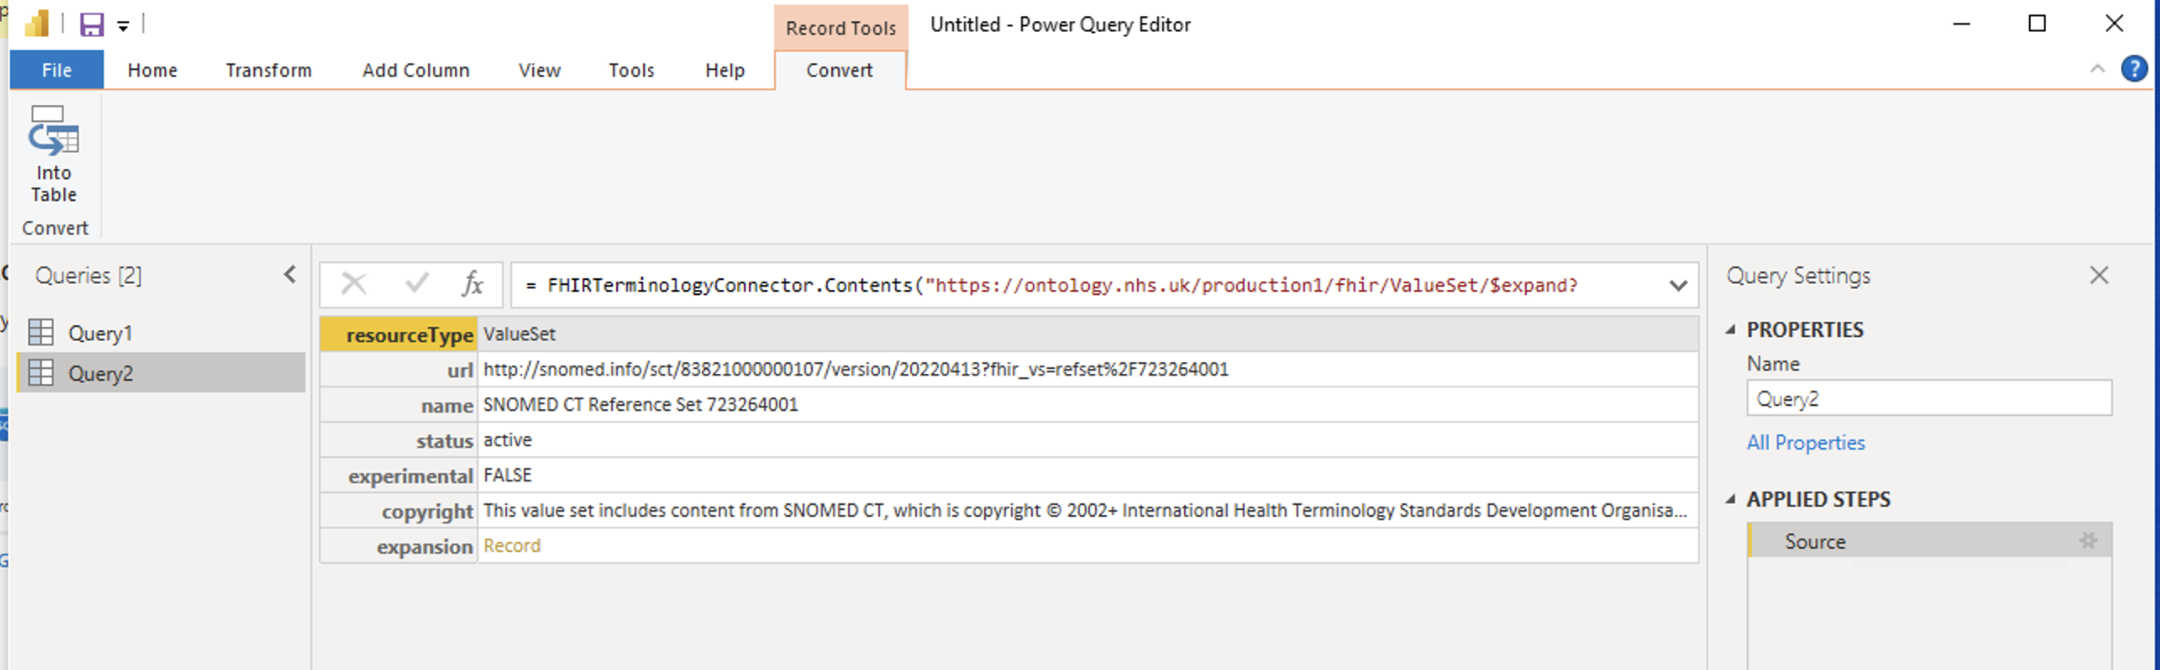 Record Tools
Untitled - Power Query Editor
File
Home
Transform
Add Column
View
Tools
Help
Convert
?
Into
Table
Convert
Queries [2]
fx
= FHIRTerminologyConnector.Contents("https://ontology.nhs.uk/production1/fhir/ValueSet/$expand?
Query1
Query2
resourceType ValueSet
url http://snomed.info/sct/83821000000107/version/20220413?fhir_vs=refset%2F723264001
name SNOMED CT Reference Set 723264001
status active
experimental FALSE
copyright This value set includes content from SNOMED CT, which is copyright © 2002+ International Health Terminology Standards Development Organisa...
expansion Record
Query Settings
PROPERTIES
Name
Query2
All Properties
APPLIED STEPS
Source